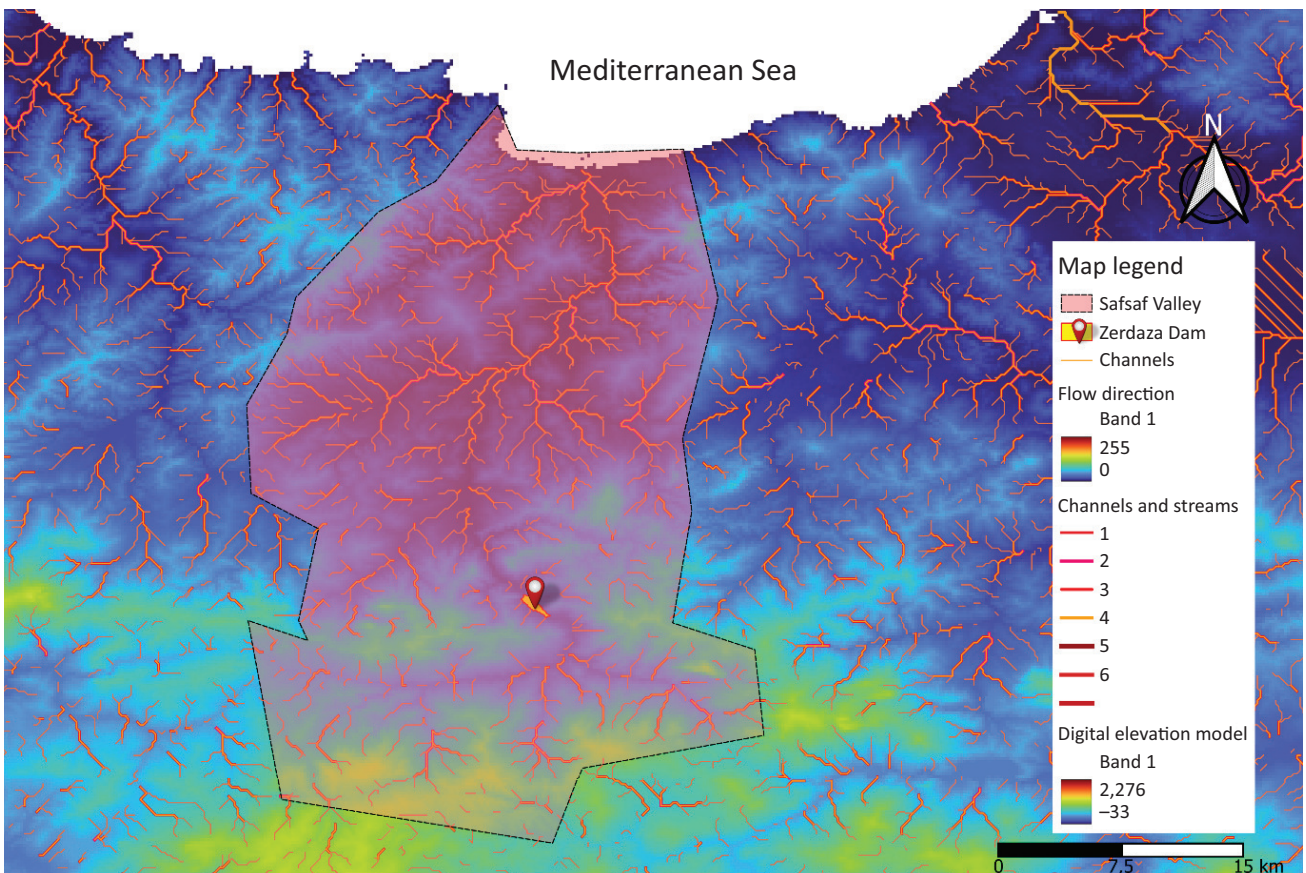 Mediterranean Sea
N
Map legend
Safsaf Valley
Zerdaza Dam
Channels
Flow direction
Band 1
255
0
Channels and streams
1
2
3
4
5
6
Digital elevation model
Band 1
2,276
–33
0 7,5 15 km